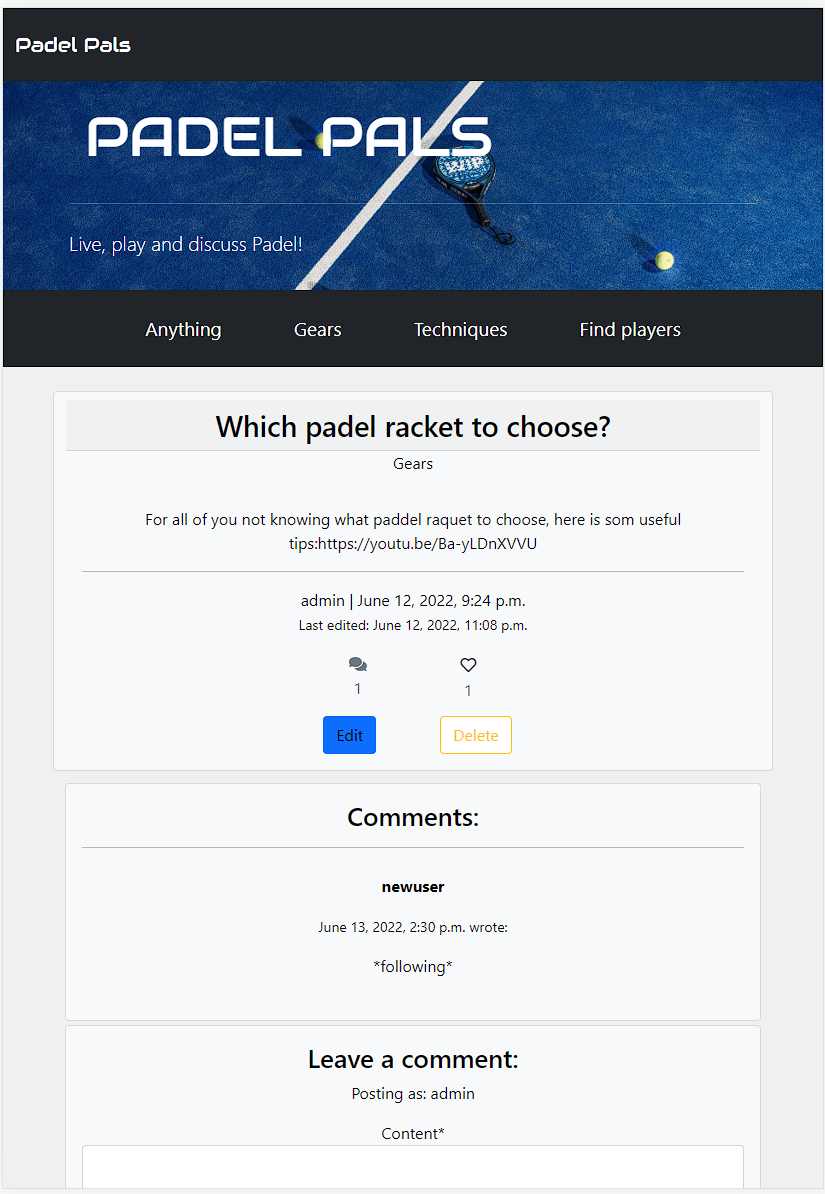 Padel Pals
PADEL PALS
Live, play and discuss Padel!
Anything Gears Techniques Find players
Which padel racket to choose?
Gears
For all of you not knowing what paddel raquet to choose, here is som useful
tips:https://youtu.be/Ba-yLDnXVVU
admin | June 12, 2022, 9:24 p.m.
Last edited: June 12, 2022, 11:08 p.m.
1 1
Edit Delete
Comments:
newuser
June 13, 2022, 2:30 p.m. wrote:
*following*
Leave a comment:
Posting as: admin
Content*